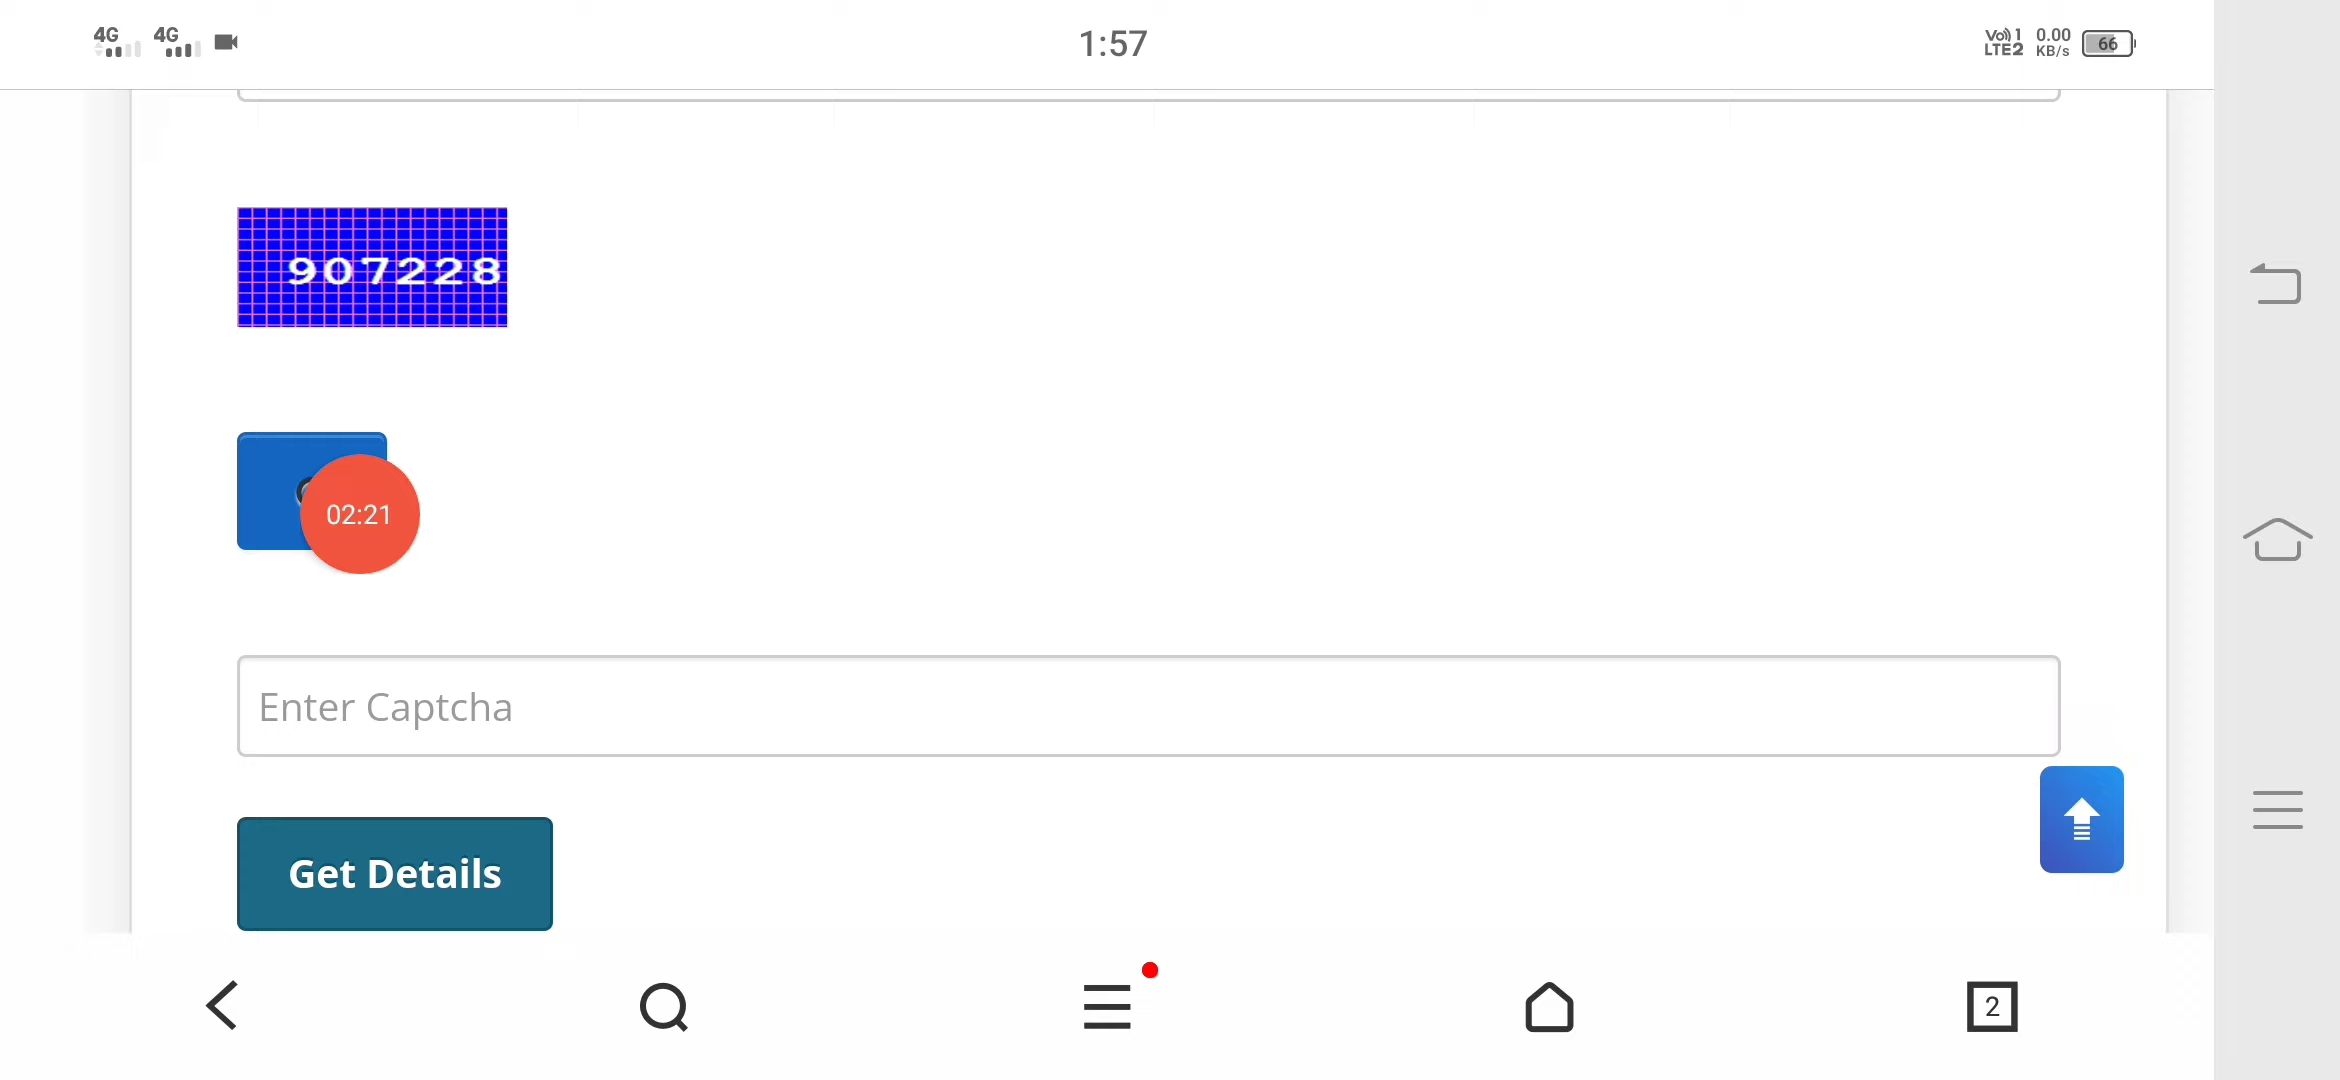 4G 4G 1:57 Vo)) 1 LTE2 0.00 KB/s 66
907228
02:21
Enter Captcha
Get Details
2